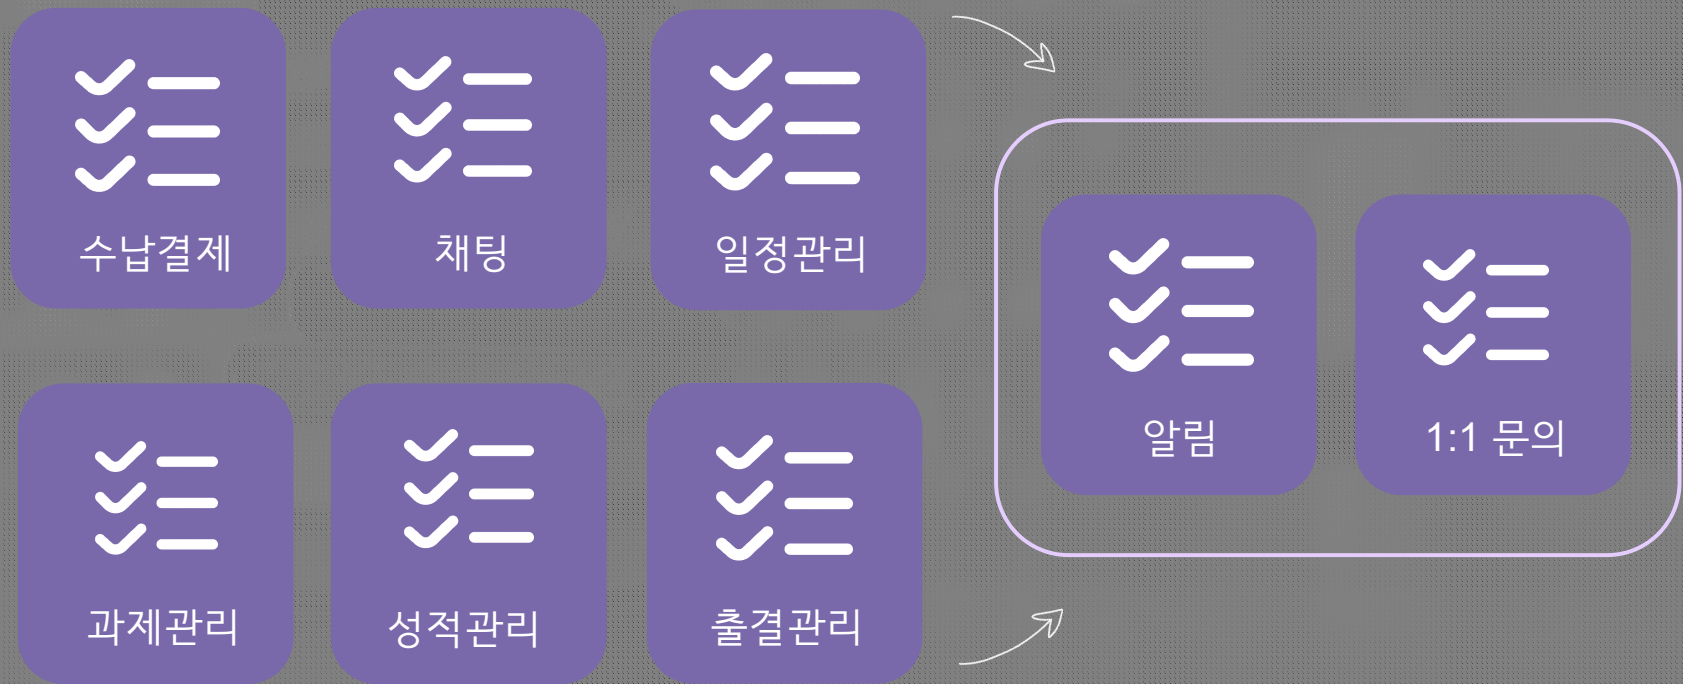 수납결제
채팅
일정관리
과제관리
성적관리
출결관리
알림
1:1 문의